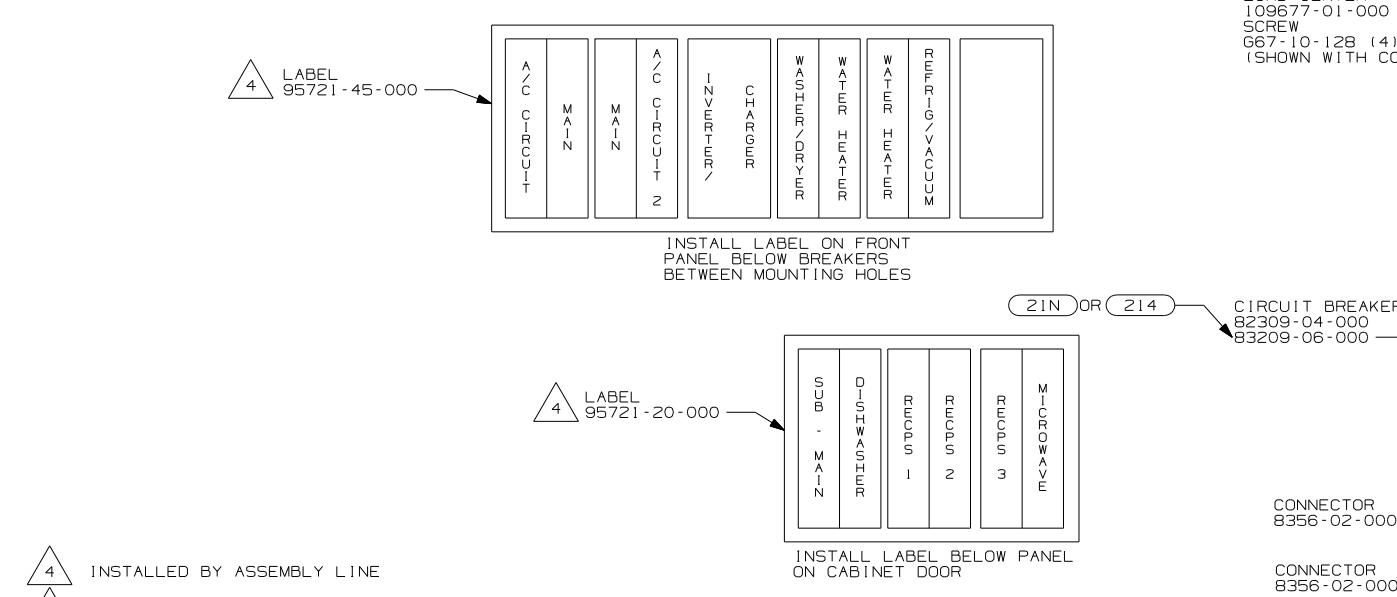 109677-01-000
SCREW
G67-10-128 (4)
(SHOWN WITH
4
LABEL
95721-45-000
A/C CIRCUIT
MAIN
MAIN
A/C CIRCUIT 2
INVERTER/
CHARGER
WASHER/DRYER
WATER HEATER
WATER HEATER
REFRIG/VACUUM
INSTALL LABEL ON FRONT
PANEL BELOW BREAKERS
BETWEEN MOUNTING HOLES
21N OR 214
CIRCUIT BREAKER
82309-04-000
83209-06-000
4
LABEL
95721-20-000
SUB - MAIN
DISHWASHER
RECPS 1
RECPS 2
RECPS 3
MICROWAVE
INSTALL LABEL BELOW PANEL
ON CABINET DOOR
CONNECTOR
8356-02-000
CONNECTOR
8356-02-000
4 INSTALLED BY ASSEMBLY LINE